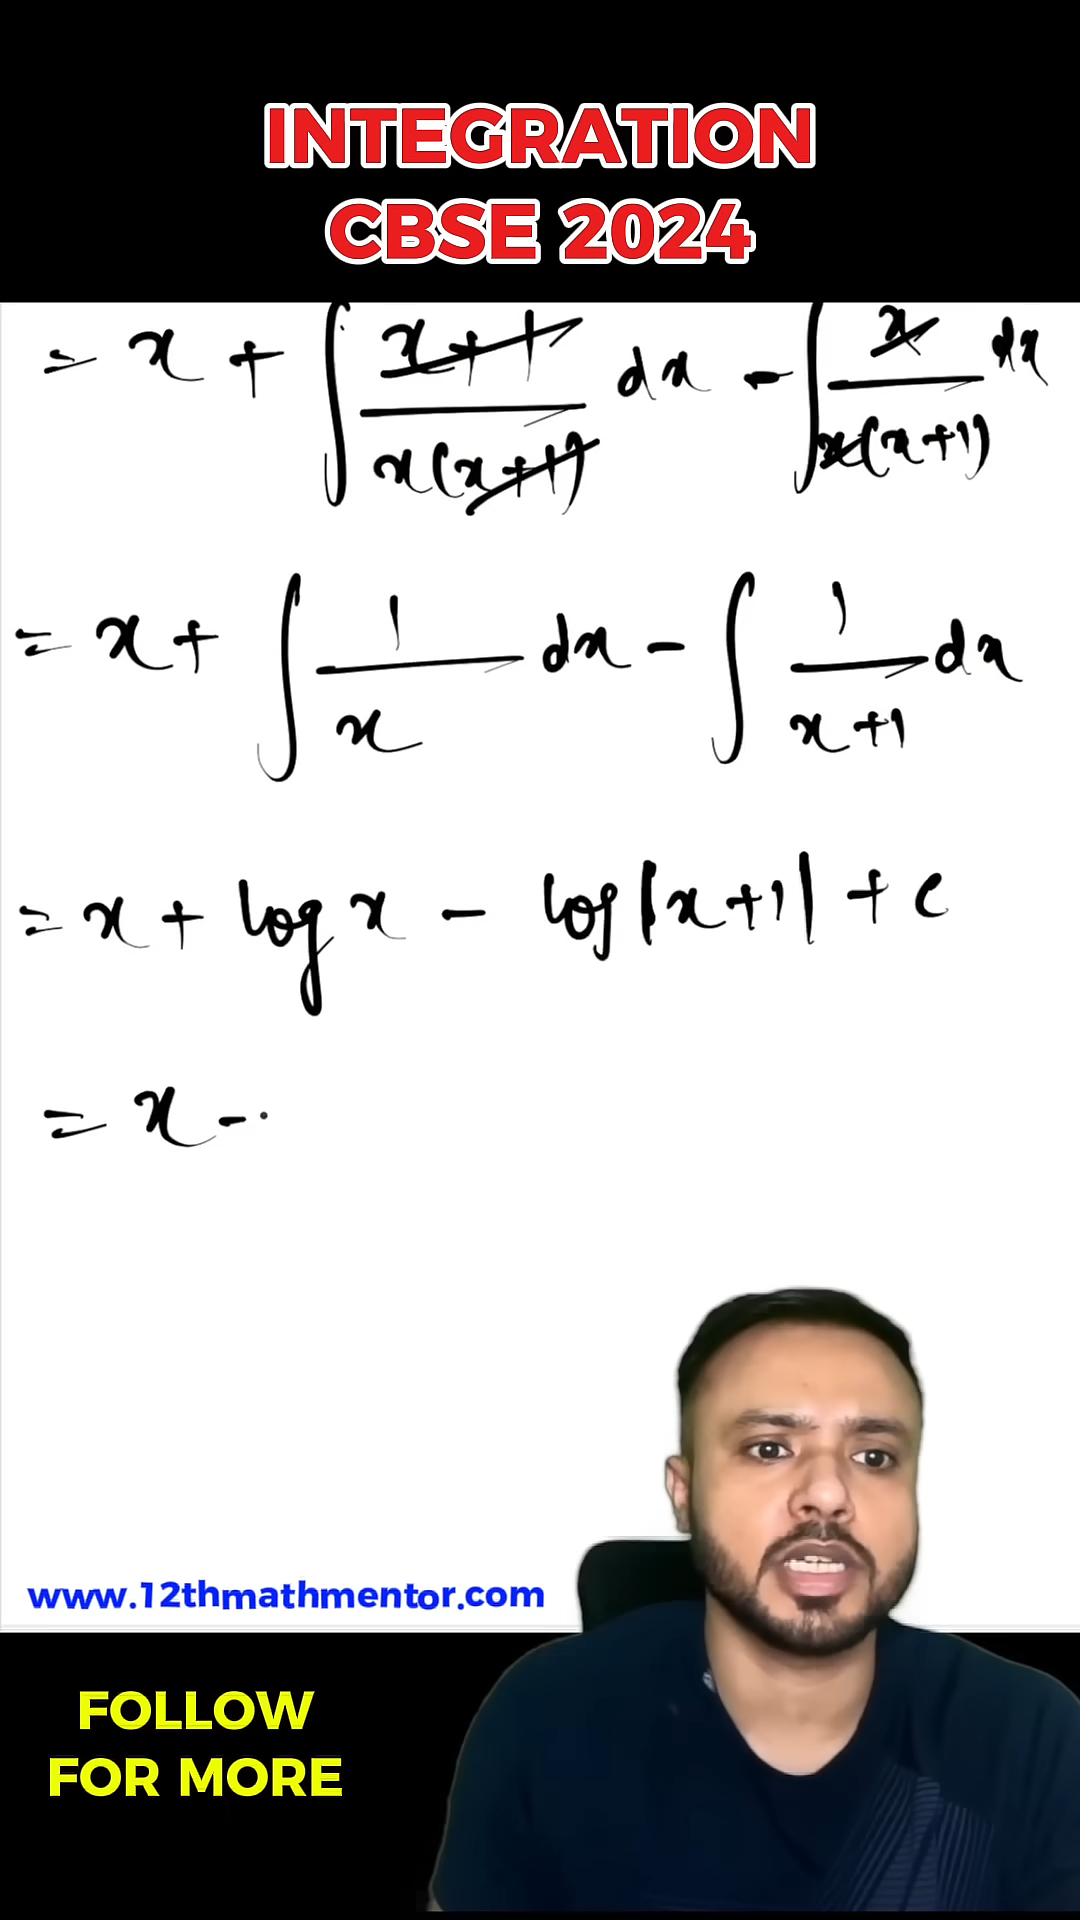 INTEGRATION
CBSE 2024
= x + ∫ x+1 / x(x+1) dx - ∫ x / x(x+1) dx
= x + ∫ 1 / x dx - ∫ 1 / x+1 dx
= x + log x - log|x+1| + c
= x -
www.12thmathmentor.com
FOLLOW
FOR MORE